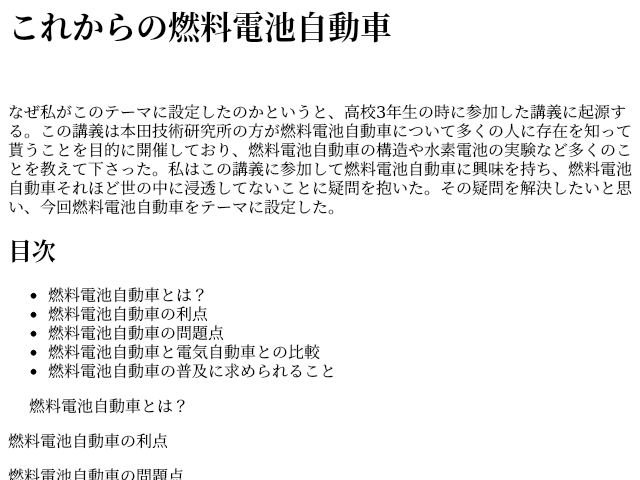 これからの燃料電池自動車
なぜ私がこのテーマに設定したのかというと、高校3年生の時に参加した講義に起源す
る。この講義は本田技術研究所の方が燃料電池自動車について多くの人に存在を知って
貰うことを目的に開催しており、燃料電池自動車の構造や水素電池の実験など多くのこ
とを教えて下さった。私はこの講義に参加して燃料電池自動車に興味を持ち、燃料電池
自動車それほど世の中に浸透してないことに疑問を抱いた。その疑問を解決したいと思
い、今回燃料電池自動車をテーマに設定した。
目次
• 燃料電池自動車とは？
• 燃料電池自動車の利点
• 燃料電池自動車の問題点
• 燃料電池自動車と電気自動車との比較
• 燃料電池自動車の普及に求められること
燃料電池自動車とは？
燃料電池自動車の利点
燃料電池自動車の問題点